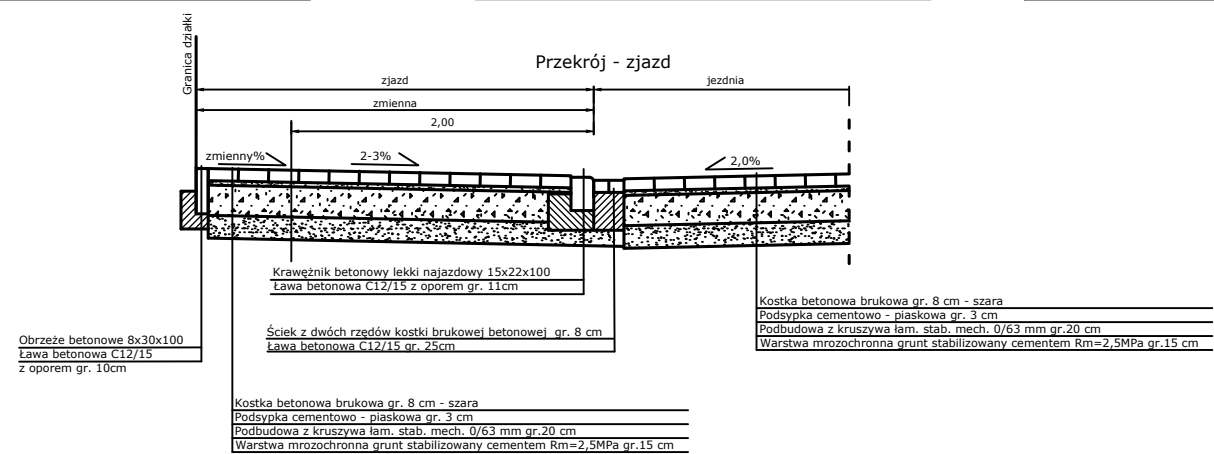 Granica działki
Przekrój - zjazd
zjazd
jezdnia
zmienna
2,00
zmienny%
2-3%
2,0%
Krawężnik betonowy lekki najazdowy 15x22x100
Ława betonowa C12/15 z oporem gr. 11cm
Kostka betonowa brukowa gr. 8 cm - szara
Podsypka cementowo - piaskowa gr. 3 cm
Podbudowa z kruszywa łam. stab. mech. 0/63 mm gr.20 cm
Warstwa mrozochronna grunt stabilizowany cementem Rm=2,5MPa gr.15 cm
Ściek z dwóch rzędów kostki brukowej betonowej gr. 8 cm
Ława betonowa C12/15 gr. 25cm
Obrzeże betonowe 8x30x100
Ława betonowa C12/15
z oporem gr. 10cm
Kostka betonowa brukowa gr. 8 cm - szara
Podsypka cementowo - piaskowa gr. 3 cm
Podbudowa z kruszywa łam. stab. mech. 0/63 mm gr.20 cm
Warstwa mrozochronna grunt stabilizowany cementem Rm=2,5MPa gr.15 cm